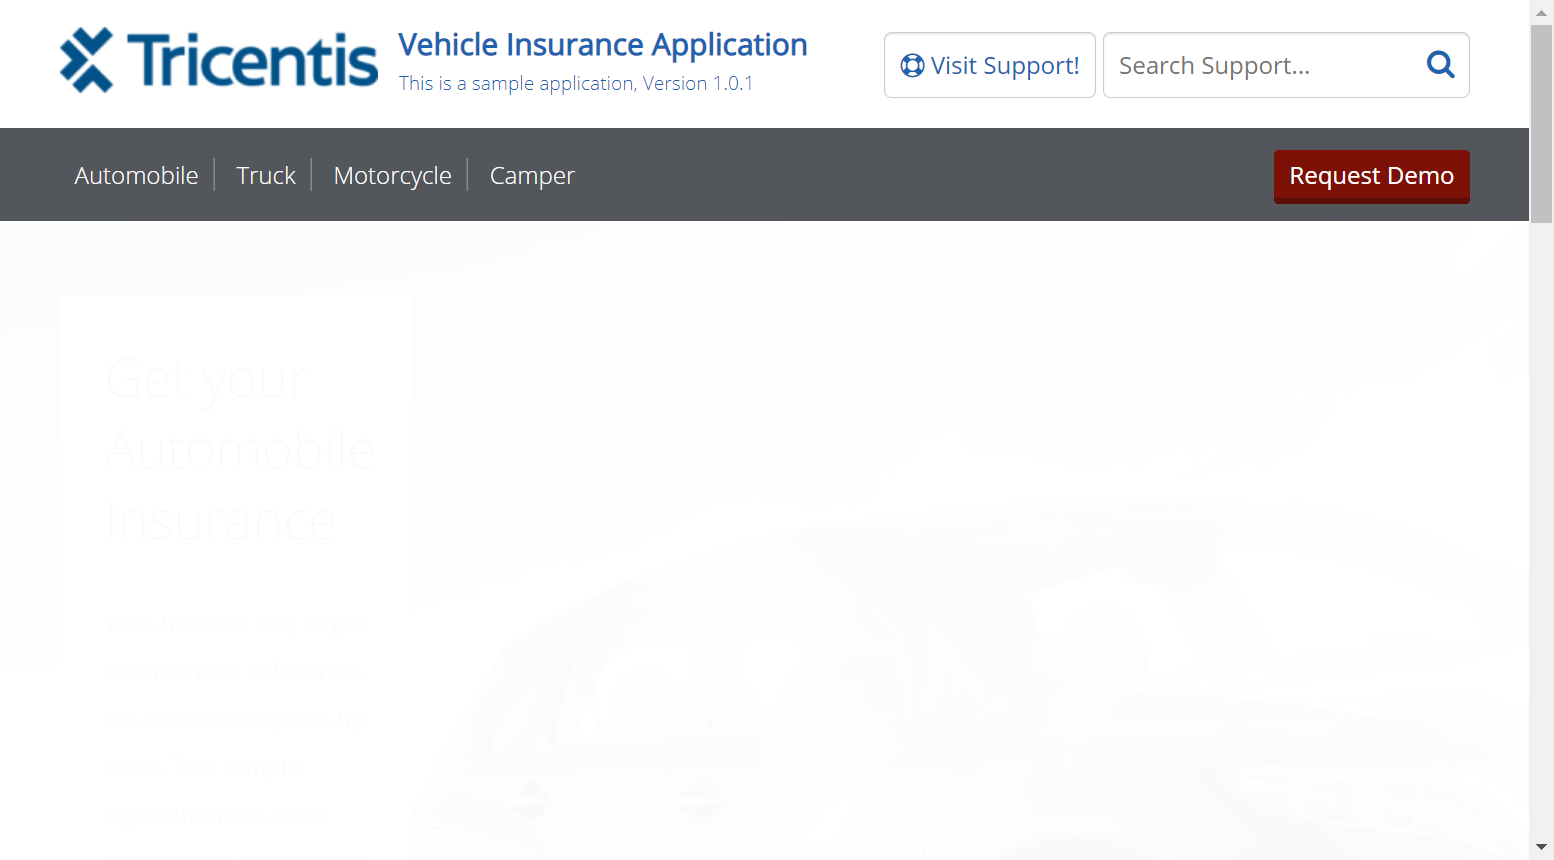 Tricentis
Vehicle Insurance Application
This is a sample application, Version 1.0.1
Visit Support!
Search Support...
Automobile
Truck
Motorcycle
Camper
Request Demo
Get your
Automobile
Insurance
Well, the best way to get
to know new software is
to use an example to try
it out. This sample
application has been